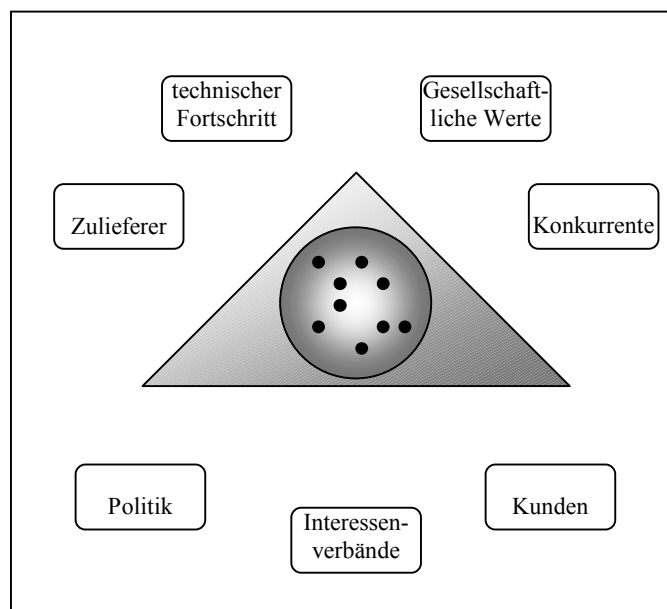 technischer
Fortschritt
Gesellschaft-
liche Werte
Zulieferer
Konkurrente
Politik
Interessen-
verbände
Kunden